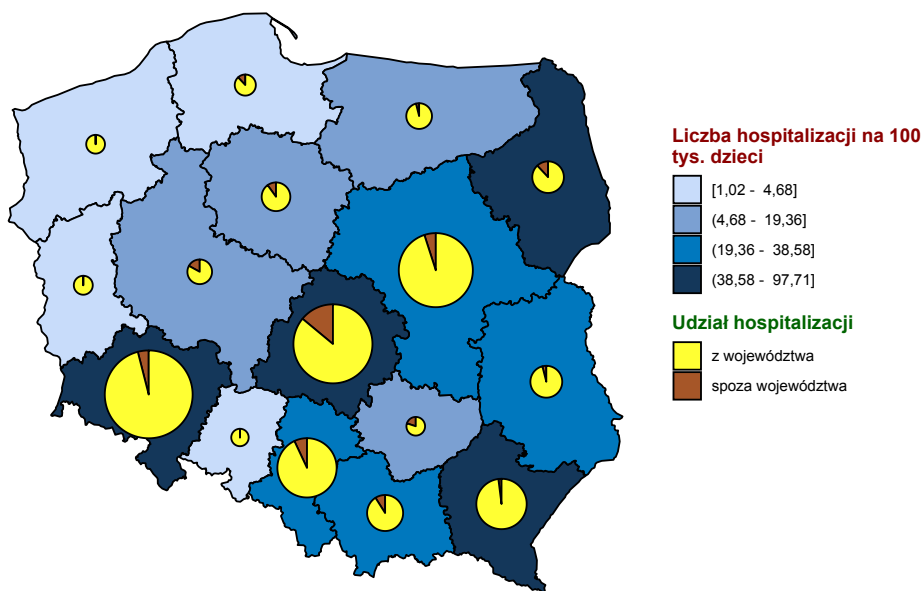 Liczba hospitalizacji na 100
tys. dzieci
[1,02 - 4,68]
(4,68 - 19,36]
(19,36 - 38,58]
(38,58 - 97,71]
Udział hospitalizacji
z województwa
spoza województwa